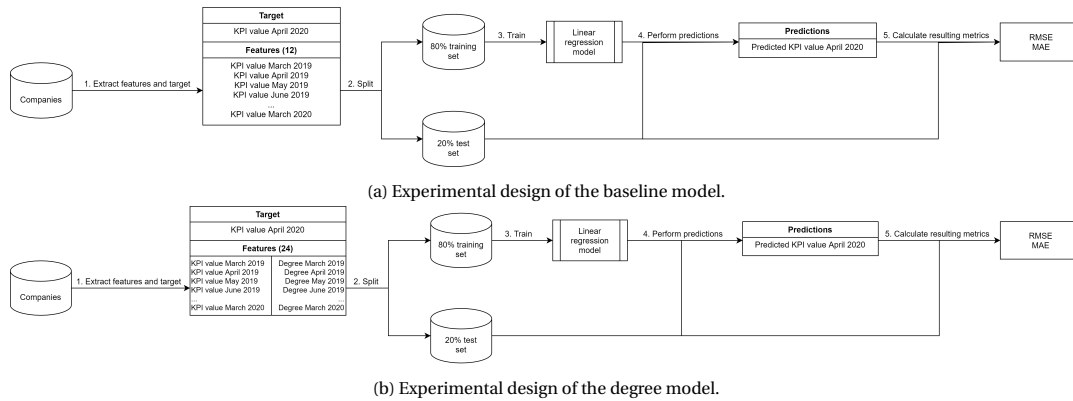 Target
KPI value April 2020
Features (12)
KPI value March 2019
KPI value April 2019
KPI value May 2019
KPI value June 2019
...
KPI value March 2020
Companies
1. Extract features and target
2. Split
80% training
set
20% test
set
3. Train
Linear
regression
model
4. Perform predictions
Predictions
Predicted KPI value April 2020
5. Calculate resulting metrics
RMSE
MAE
(a) Experimental design of the baseline model.
Target
KPI value April 2020
Features (24)
KPI value March 2019
KPI value April 2019
KPI value May 2019
KPI value June 2019
...
KPI value March 2020
Degree March 2019
Degree April 2019
Degree May 2019
Degree June 2019
...
Degree March 2020
Companies
1. Extract features and target
2. Split
80% training
set
20% test
set
3. Train
Linear
regression
model
4. Perform predictions
Predictions
Predicted KPI value April 2020
5. Calculate resulting metrics
RMSE
MAE
(b) Experimental design of the degree model.